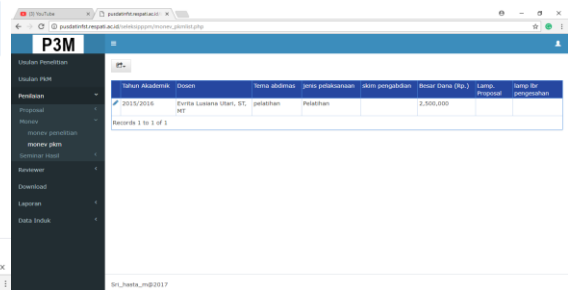 (2) YouTube
pusdatinfst.respati.ac.id/
pusdatinfst.respati.ac.id/seleksipppm/monev_pkmlist.php
P3M
Usulan Penelitian
Usulan PkM
Penilaian
Proposal
Monev
monev penelitian
monev pkm
Seminar Hasil
Reviewer
Download
Laporan
Data Induk
Tahun Akademik Dosen Tema abdimas jenis pelaksanaan skim pengabdian Besar Dana (Rp.) Lamp. Proposal lamp lbr pengesahan
2015/2016 Evrita Lusiana Utari, ST, MT pelatihan Pelatihan 2,500,000
Records 1 to 1 of 1
Sri_hasta_m@2017